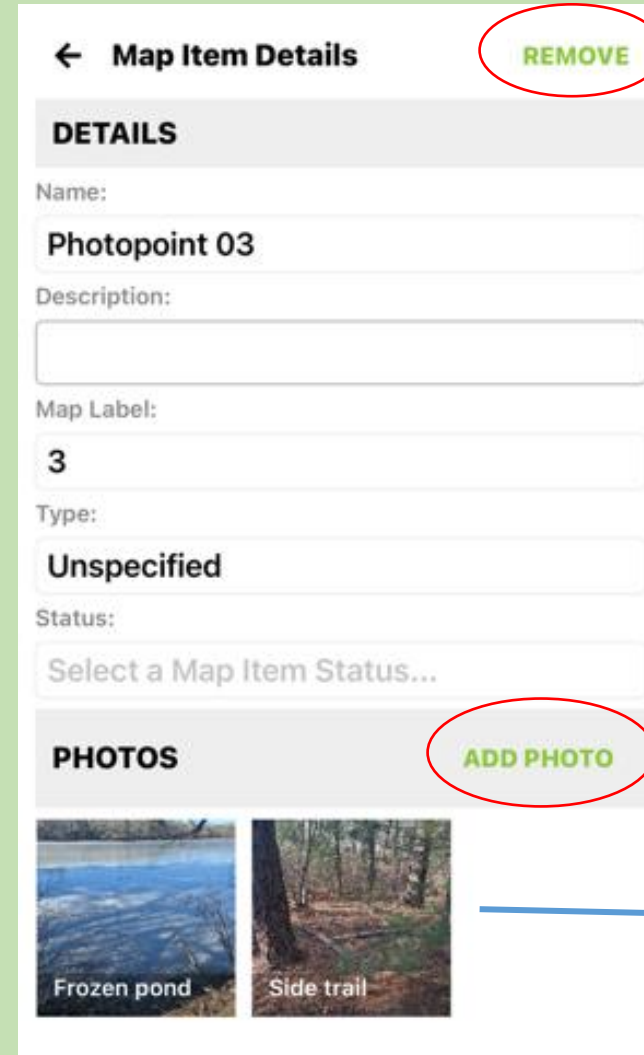 ← Map Item Details REMOVE
DETAILS
Name:
Photopoint 03
Description:
Map Label:
3
Type:
Unspecified
Status:
Select a Map Item Status...
PHOTOS ADD PHOTO
Frozen pond Side trail